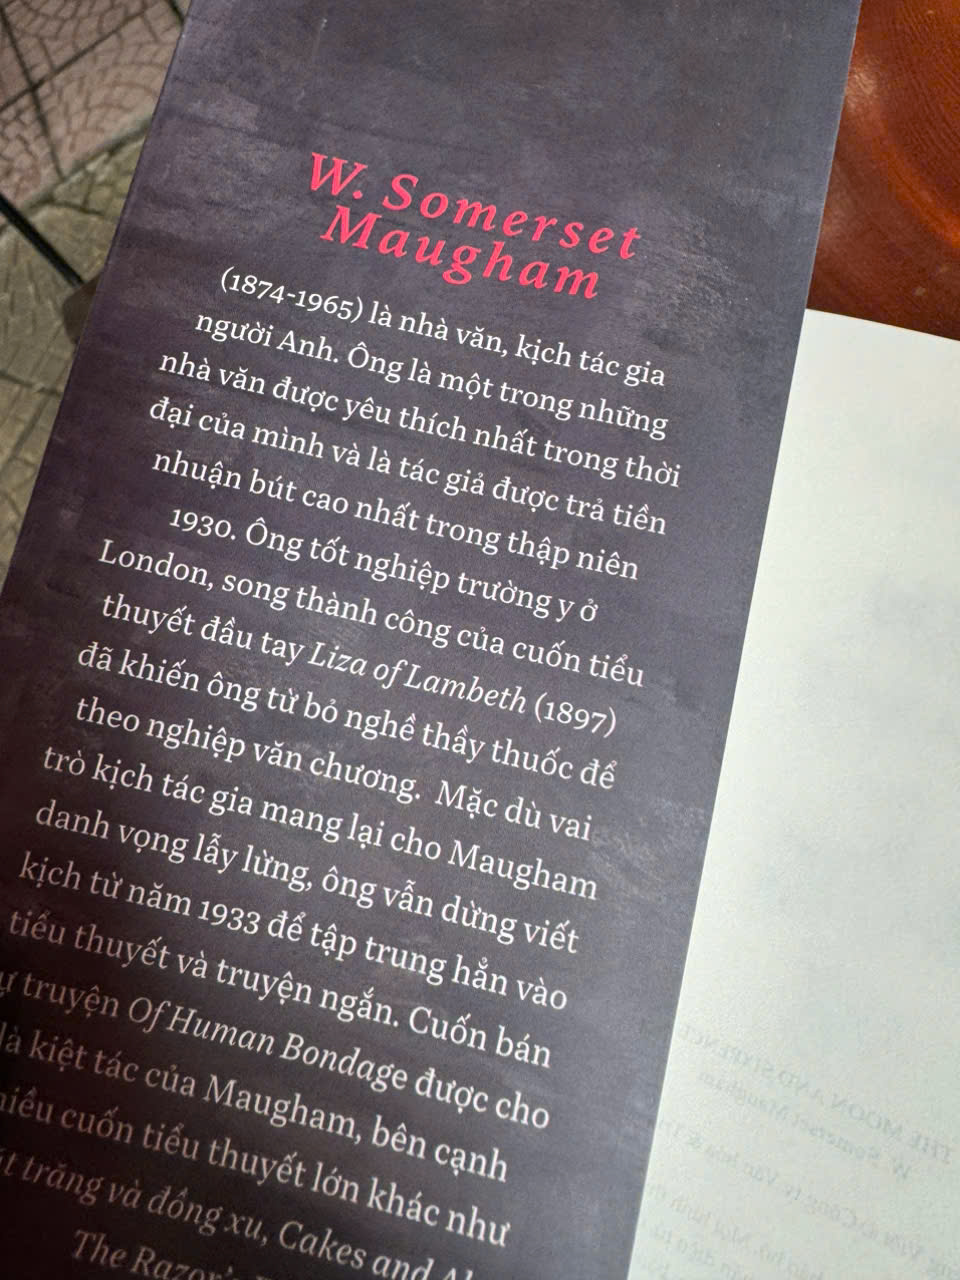 W. Somerset
Maugham
(1874-1965) là nhà văn, kịch tác gia
người Anh. Ông là một trong những
nhà văn được yêu thích nhất trong thời
đại của mình và là tác giả được trả tiền
nhuận bút cao nhất trong thập niên
1930. Ông tốt nghiệp trường y ở
London, song thành công của cuốn tiểu
thuyết đầu tay Liza of Lambeth (1897)
đã khiến ông từ bỏ nghề thầy thuốc để
theo nghiệp văn chương. Mặc dù vai
trò kịch tác gia mang lại cho Maugham
danh vọng lẫy lừng, ông vẫn dừng viết
kịch từ năm 1933 để tập trung hẳn vào
tiểu thuyết và truyện ngắn. Cuốn bán
truyện Of Human Bondage được cho
là kiệt tác của Maugham, bên cạnh
cuốn tiểu thuyết lớn khác như
trăng và đồng xu, Cakes and
The Razor's
THE MOON AND SIXPENCE
W. Somerset Maugham